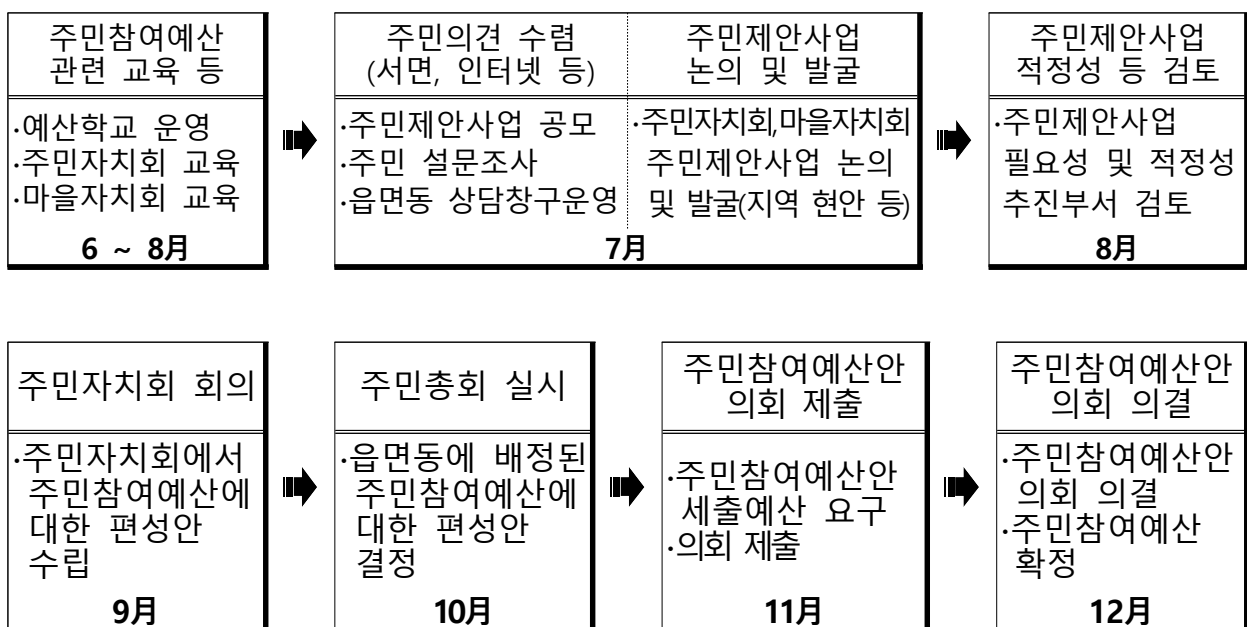 주민참여예산
관련 교육 등
·예산학교 운영
·주민자치회 교육
·마을자치회 교육
6 ~ 8月
주민의견 수렴
(서면, 인터넷 등)
·주민제안사업 공모
·주민 설문조사
·읍면동 상담창구운영
주민제안사업
논의 및 발굴
·주민자치회,마을자치회
주민제안사업 논의
및 발굴(지역 현안 등)
7月
주민제안사업
적정성 등 검토
·주민제안사업
필요성 및 적정성
추진부서 검토
8月
주민자치회 회의
·주민자치회에서
주민참여예산에
대한 편성안
수립
9月
주민총회 실시
·읍면동에 배정된
주민참여예산에
대한 편성안
결정
10月
주민참여예산안
의회 제출
·주민참여예산안
세출예산 요구
·의회 제출
11月
주민참여예산안
의회 의결
·주민참여예산안
의회 의결
·주민참여예산
확정
12月